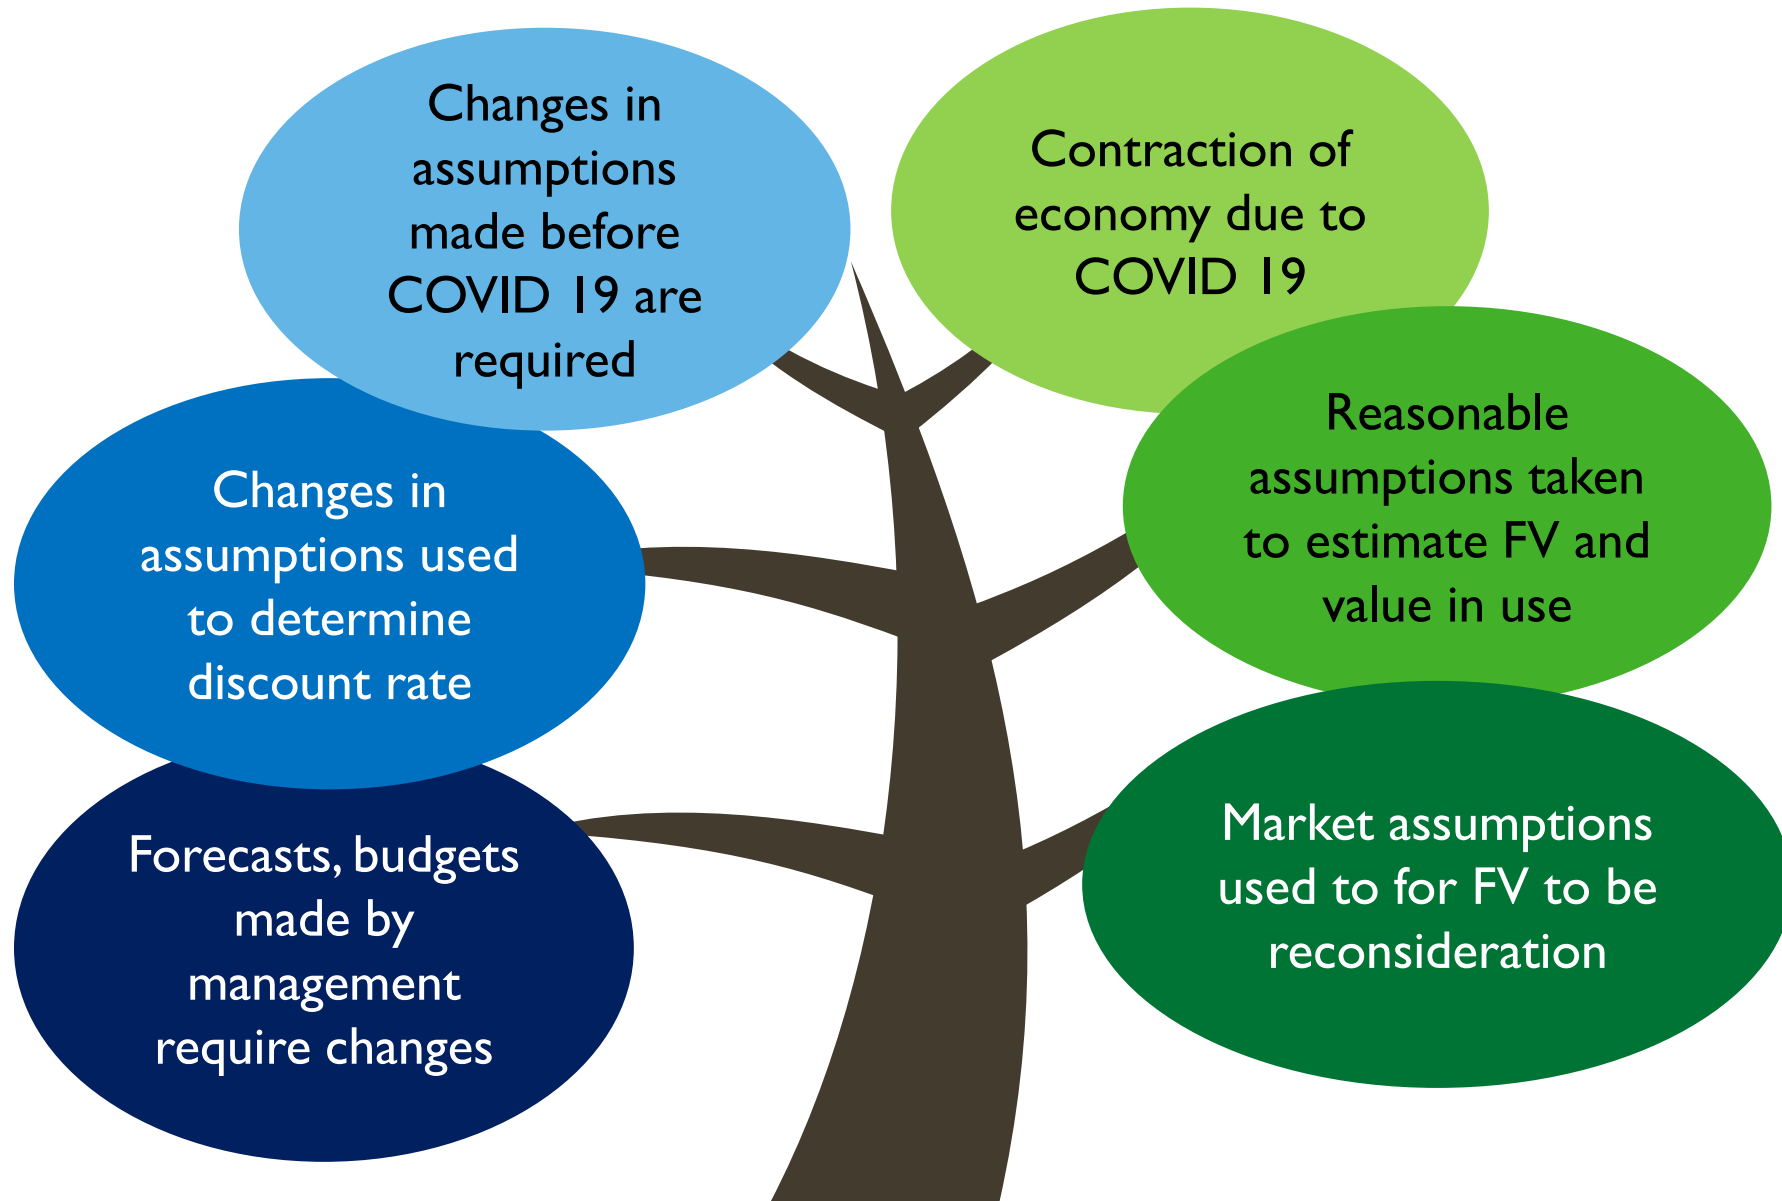 Changes in
assumptions
made before
COVID 19 are
required
Contraction of
economy due to
COVID 19
Changes in
assumptions used
to determine
discount rate
Reasonable
assumptions taken
to estimate FV and
value in use
Forecasts, budgets
made by
management
require changes
Market assumptions
used to for FV to be
reconsideration